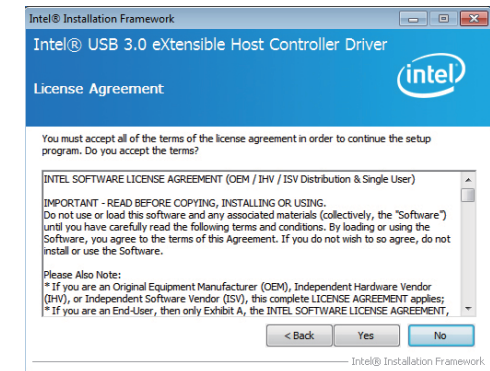 Intel® Installation Framework
Intel® USB 3.0 eXtensible Host Controller Driver
intel
License Agreement
You must accept all of the terms of the license agreement in order to continue the setup
program. Do you accept the terms?
INTEL SOFTWARE LICENSE AGREEMENT (OEM / IHV / ISV Distribution & Single User)
IMPORTANT - READ BEFORE COPYING, INSTALLING OR USING.
Do not use or load this software and any associated materials (collectively, the "Software")
until you have carefully read the following terms and conditions. By loading or using the
Software, you agree to the terms of this Agreement. If you do not wish to so agree, do not
install or use the Software.
Please Also Note:
* If you are an Original Equipment Manufacturer (OEM), Independent Hardware Vendor
(IHV), or Independent Software Vendor (ISV), this complete LICENSE AGREEMENT applies;
* If you are an End-User, then only Exhibit A, the INTEL SOFTWARE LICENSE AGREEMENT,
< Back Yes No
Intel® Installation Framework